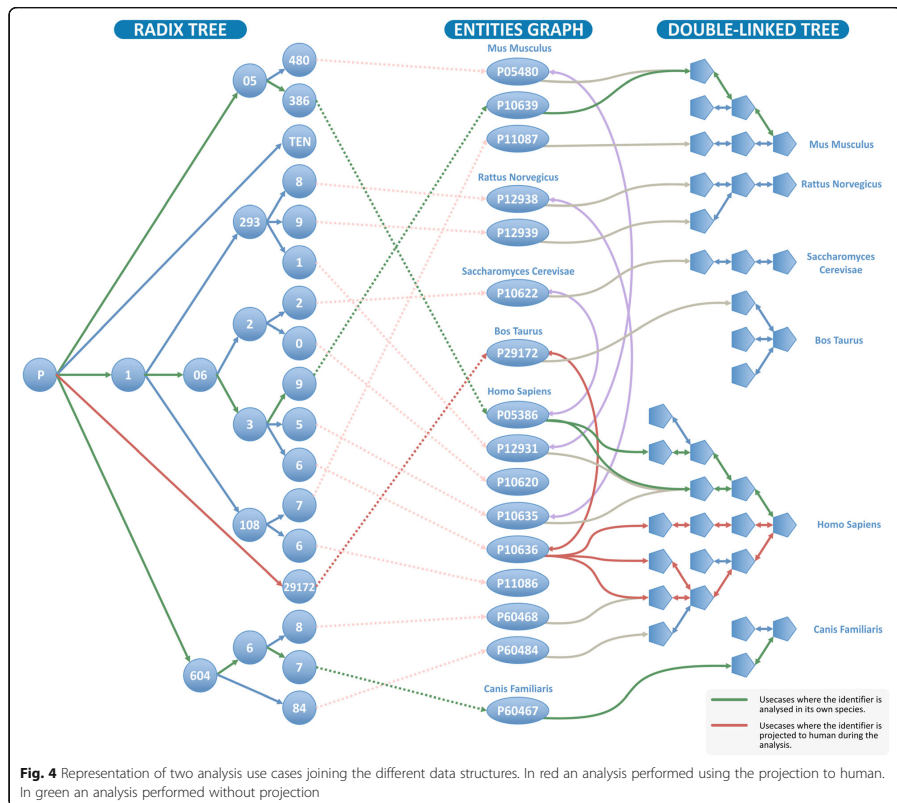 RADIX TREE
ENTITIES GRAPH
DOUBLE-LINKED TREE
P
05
1
604
293
06
108
2
3
6
480
386
TEN
8
9
1
2
0
9
5
6
7
6
29172
8
7
84
Mus Musculus
P05480
P10639
P11087
Rattus Norvegicus
P12938
P12939
Saccharomyces Cerevisae
P10622
Bos Taurus
P29172
Homo Sapiens
P05386
P12931
P10620
P10635
P10636
P11086
P60468
P60484
Canis Familiaris
P60467
Mus Musculus
Rattus Norvegicus
Saccharomyces
Cerevisae
Bos Taurus
Homo Sapiens
Canis Familiaris
Usecases where the identifier is
analysed in its own species.
Usecases where the identifier is
projected to human during the
analysis.
Fig. 4 Representation of two analysis use cases joining the different data structures. In red an analysis performed using the projection to human.
In green an analysis performed without projection